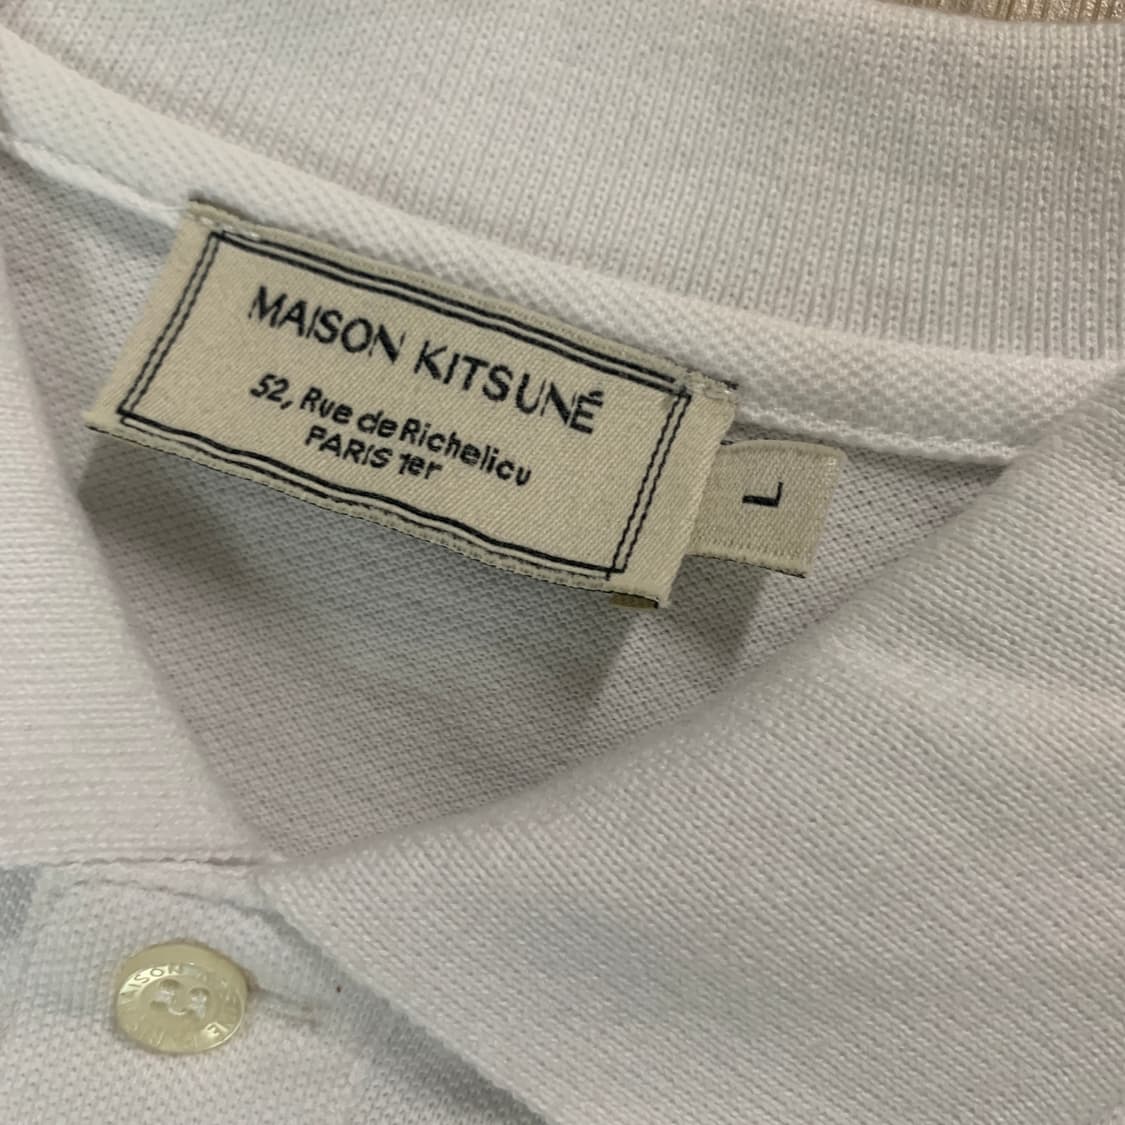 MAISON KITSUNÉ
52, Rue de Richelieu
PARIS 1er
L